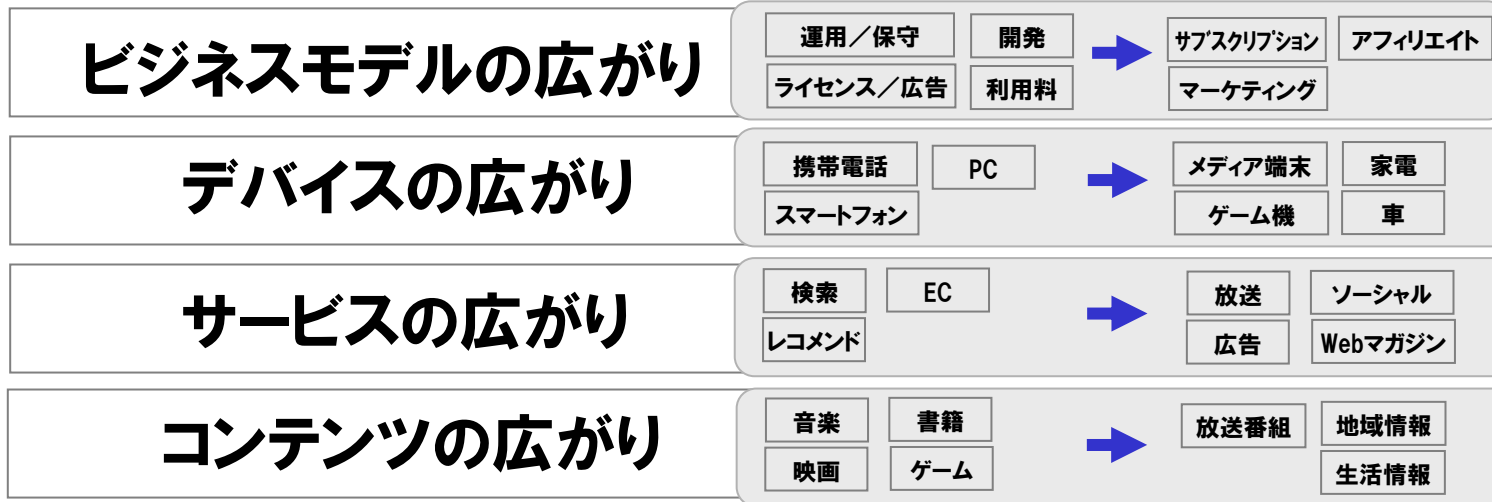 ビジネスモデルの広がり
運用／保守 開発
ライセンス／広告 利用料
サブスクリプション アフィリエイト
マーケティング
デバイスの広がり
携帯電話 PC
スマートフォン
メディア端末 家電
ゲーム機 車
サービスの広がり
検索 EC
レコメンド
放送 ソーシャル
広告 Webマガジン
コンテンツの広がり
音楽 書籍
映画 ゲーム
放送番組 地域情報
生活情報